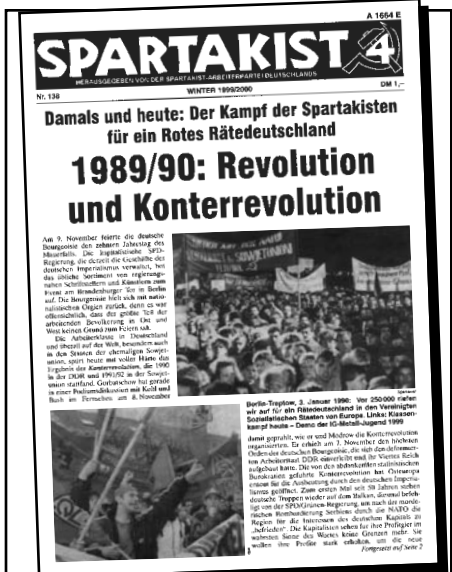 A 1664 E
SPARTAKIST 4
HERAUSGEGEBEN VON DER SPARTAKIST-ARBEITERPARTEI DEUTSCHLANDS
Nr. 138
WINTER 1999/2000
DM 1,–
Damals und heute: Der Kampf der Spartakisten
für ein Rotes Rätedeutschland
1989/90: Revolution
und Konterrevolution
Am 9. November feierte die deutsche
Bourgeoisie den zehnten Jahrestag des
Mauerfalls. Die kapitalistische SPD-
Regierung, die derzeit die Geschäfte des
deutschen Imperialismus verwaltet, bot
das übliche Sortiment von regierungs-
nahen Schriftstellern und Künstlern zum
Event am Brandenburger Tor in Berlin
auf. Die Bourgeoisie hielt sich mit natio-
nalistischen Orgien zurück, denn es war
offensichtlich, dass der größte Teil der
arbeitenden Bevölkerung in Ost und
West keinen Grund zum Feiern sah.
Die Arbeiterklasse in Deutschland
und überall auf der Welt, besonders auch
in den Staaten der ehemaligen Sowjet-
union, spürt heute mit voller Härte das
Ergebnis der Konterrevolution, die 1990
in der DDR und 1991/92 in der Sowjet-
union stattfand. Gorbatschow hat gerade
in einer Podiumsdiskussion mit Kohl und
Bush im Fernsehen am 8. November
Spartakist
Berlin-Treptow, 3. Januar 1990: Vor 250 000 riefen
wir auf für ein Rätedeutschland in den Vereinigten
Sozialistischen Staaten von Europa. Links: Klassen-
kampf heute – Demo der IG-Metall-Jugend 1999
damit geprahlt, wie er und Modrow die Konterrevolution
organisierten. Er erhielt am 7. November den höchsten
Orden der deutschen Bourgeoisie, die sich den deformier-
ten Arbeiterstaat DDR einverleibt und ihr Viertes Reich
aufgebaut hatte. Die von den abdankenden stalinistischen
Bürokratien geführte Konterrevolution hat Osteuropa
erneut für die Ausbeutung durch den deutschen Imperia-
lismus geöffnet. Zum ersten Mal seit 50 Jahren stehen
deutsche Truppen wieder auf dem Balkan, diesmal befeh-
ligt von der SPD/Grünen-Regierung, um nach der mörde-
rischen Bombardierung Serbiens durch die NATO die
Region für die Interessen des deutschen Kapitals zu
„befrieden“. Die Kapitalisten sehen für ihre Profitgier im
wahrsten Sinne des Wortes keine Grenzen mehr. Sie
wollen ihre Profite stark erhöhen, um die neue
Fortgesetzt auf Seite 2